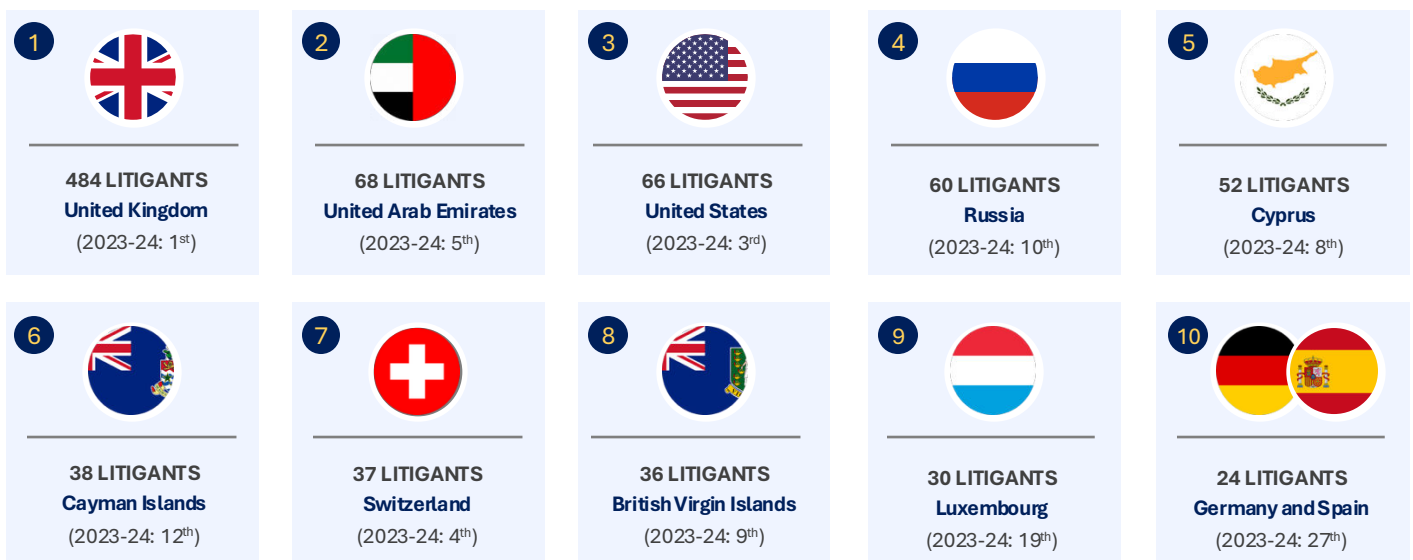 1
484 LITIGANTS
United Kingdom
(2023-24: 1st)
2
68 LITIGANTS
United Arab Emirates
(2023-24: 5th)
3
66 LITIGANTS
United States
(2023-24: 3rd)
4
60 LITIGANTS
Russia
(2023-24: 10th)
5
52 LITIGANTS
Cyprus
(2023-24: 8th)
6
38 LITIGANTS
Cayman Islands
(2023-24: 12th)
7
37 LITIGANTS
Switzerland
(2023-24: 4th)
8
36 LITIGANTS
British Virgin Islands
(2023-24: 9th)
9
30 LITIGANTS
Luxembourg
(2023-24: 19th)
10
24 LITIGANTS
Germany and Spain
(2023-24: 27th)